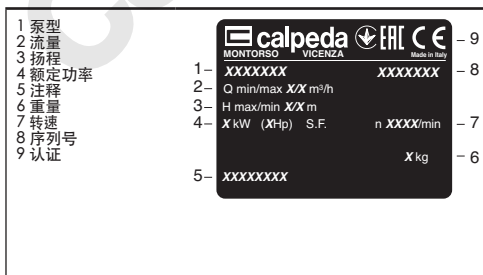 1 泵型
2 流量
3 扬程
4 额定功率
5 注释
6 重量
7 转速
8 序列号
9 认证
calpeda EAC CE – 9
MONTORSO VICENZA Made in Italy
1– XXXXXXX XXXXXXX – 8
2– Q min/max X/X m³/h
3– H max/min X/X m
4– X kW (XHp) S.F. n XXXX/min – 7
X kg – 6
5– XXXXXXXX